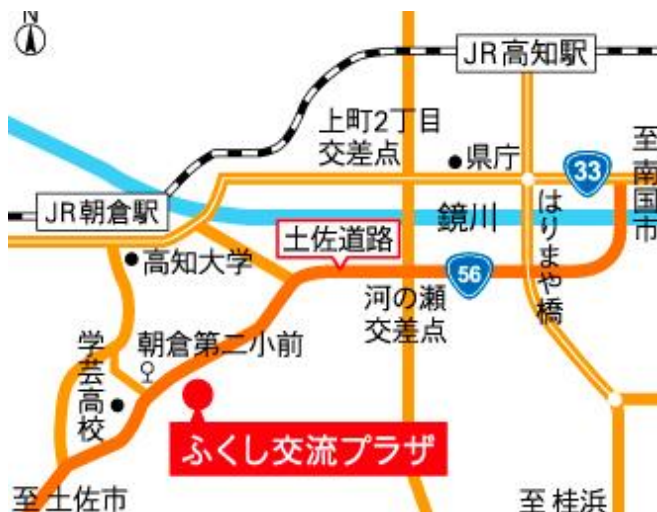 N
JR高知駅
上町2丁目
交差点
県庁
33
至南国市
JR朝倉駅
鏡川
はりまや橋
土佐道路
高知大学
56
河の瀬
交差点
朝倉第二小前
学芸高校
ふくし交流プラザ
至 土佐市
至 桂浜